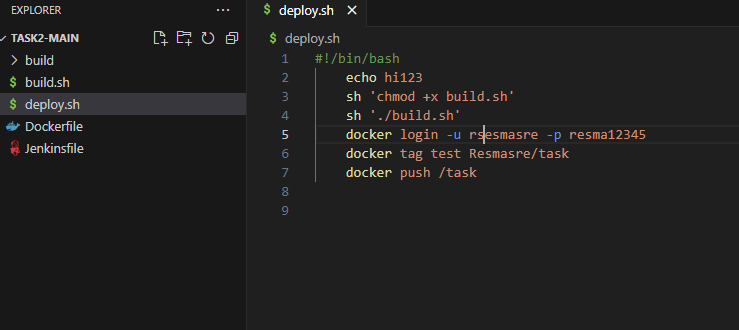 EXPLORER
TASK2-MAIN
build
build.sh
deploy.sh
Dockerfile
Jenkinsfile
deploy.sh
deploy.sh
1 #!/bin/bash
2 echo hi123
3 sh 'chmod +x build.sh'
4 sh './build.sh'
5 docker login -u rsesmasre -p resma12345
6 docker tag test Resmasre/task
7 docker push /task
8
9